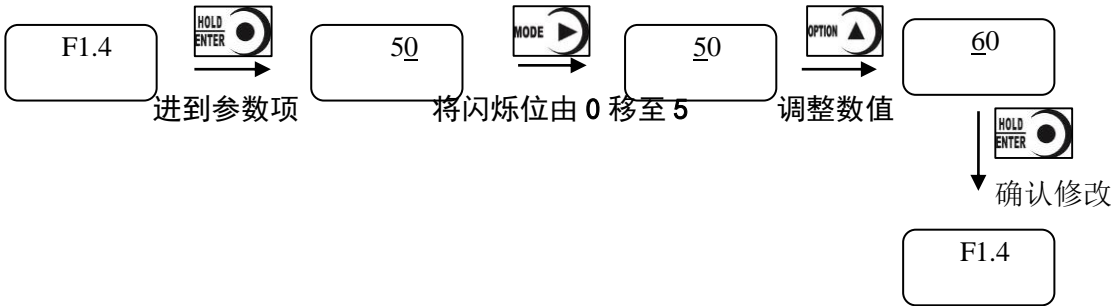 F1.4
HOLD
ENTER
50
MODE
50
OPTION
60
进到参数项
将闪烁位由 0 移至 5
调整数值
HOLD
ENTER
确认修改
F1.4